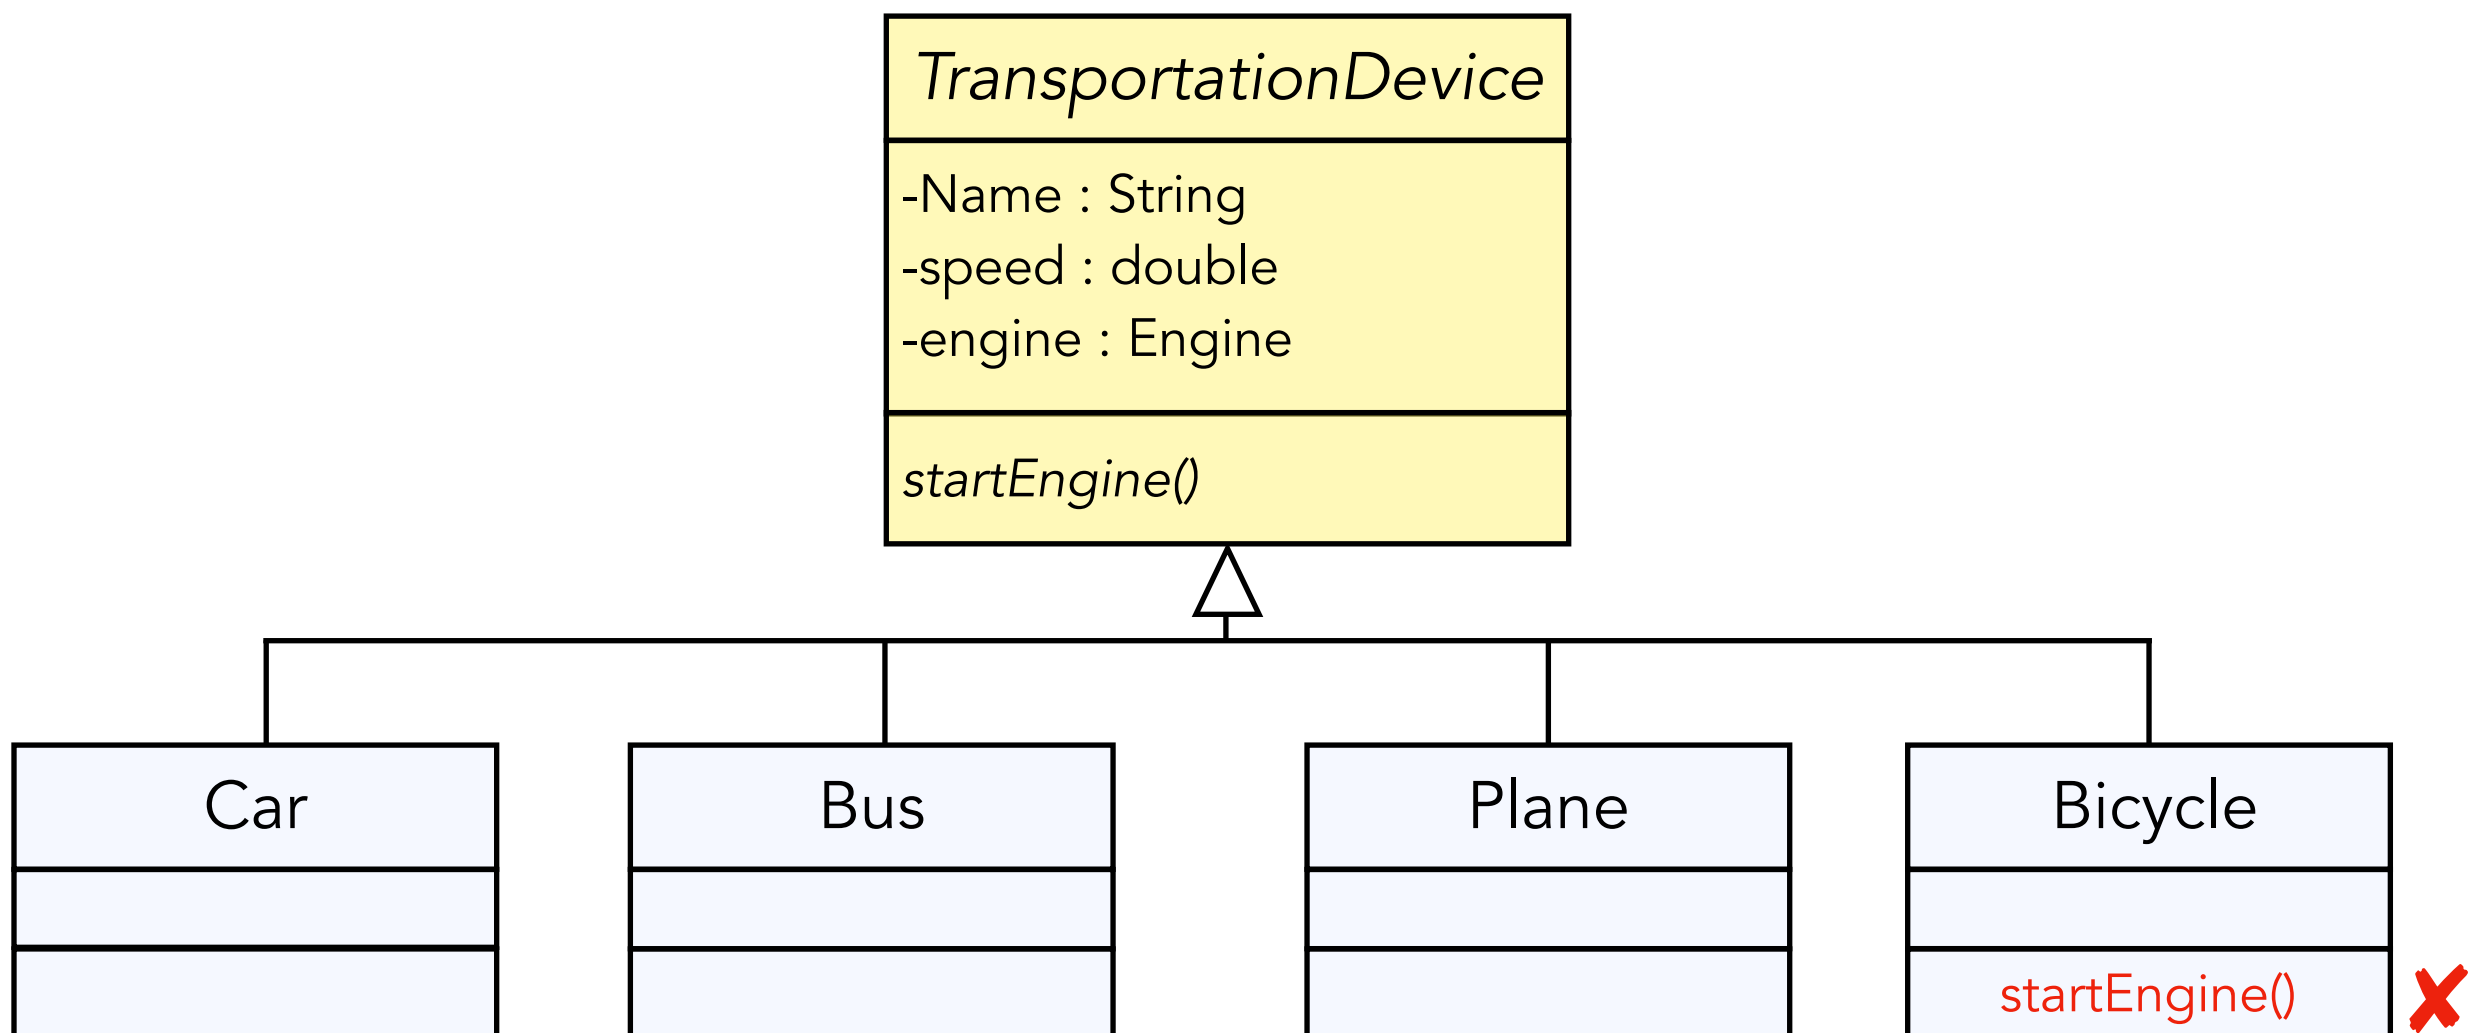 TransportationDevice
-Name : String
-speed : double
-engine : Engine
startEngine()
Car
Bus
Plane
Bicycle
startEngine()